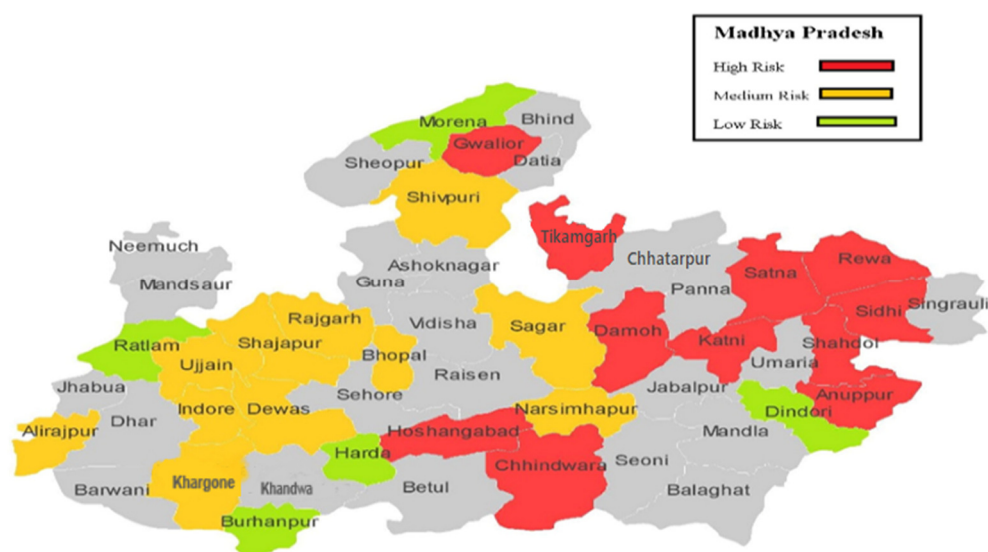 Madhya Pradesh
High Risk
Medium Risk
Low Risk
Morena
Bhind
Gwalior
Sheopur
Datia
Shivpuri
Tikamgarh
Neemuch
Ashoknagar
Chhatarpur
Satna
Rewa
Mandsaur
Guna
Panna
Sidhi
Singrauli
Rajgarh
Vidisha
Sagar
Damoh
Katni
Shahdol
Ratlam
Shajapur
Bhopal
Umaria
Ujjain
Raisen
Jhabua
Sehore
Jabalpur
Anuppur
Dhar
Indore
Dewas
Narsimhapur
Dindori
Alirajpur
Hoshangabad
Mandla
Harda
Chhindwara
Seoni
Khargone
Khandwa
Betul
Balaghat
Barwani
Burhanpur